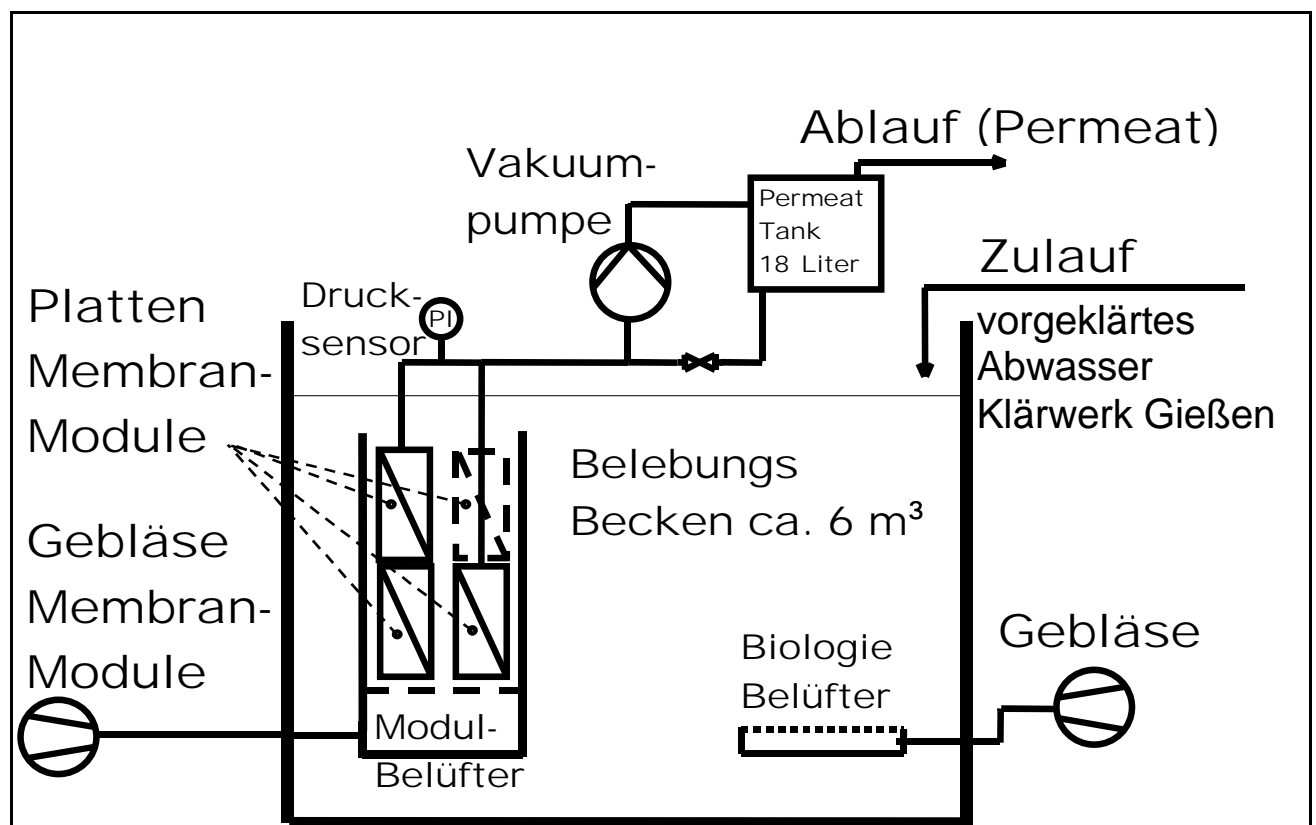 Ablauf (Permeat)
Vakuum-
pumpe
Permeat
Tank
18 Liter
Zulauf
vorgeklärtes
Abwasser
Klärwerk Gießen
Druck-
sensor
PI
Platten
Membran-
Module
Belebungs
Becken ca. 6 m³
Gebläse
Membran-
Module
Modul-
Belüfter
Biologie
Belüfter
Gebläse